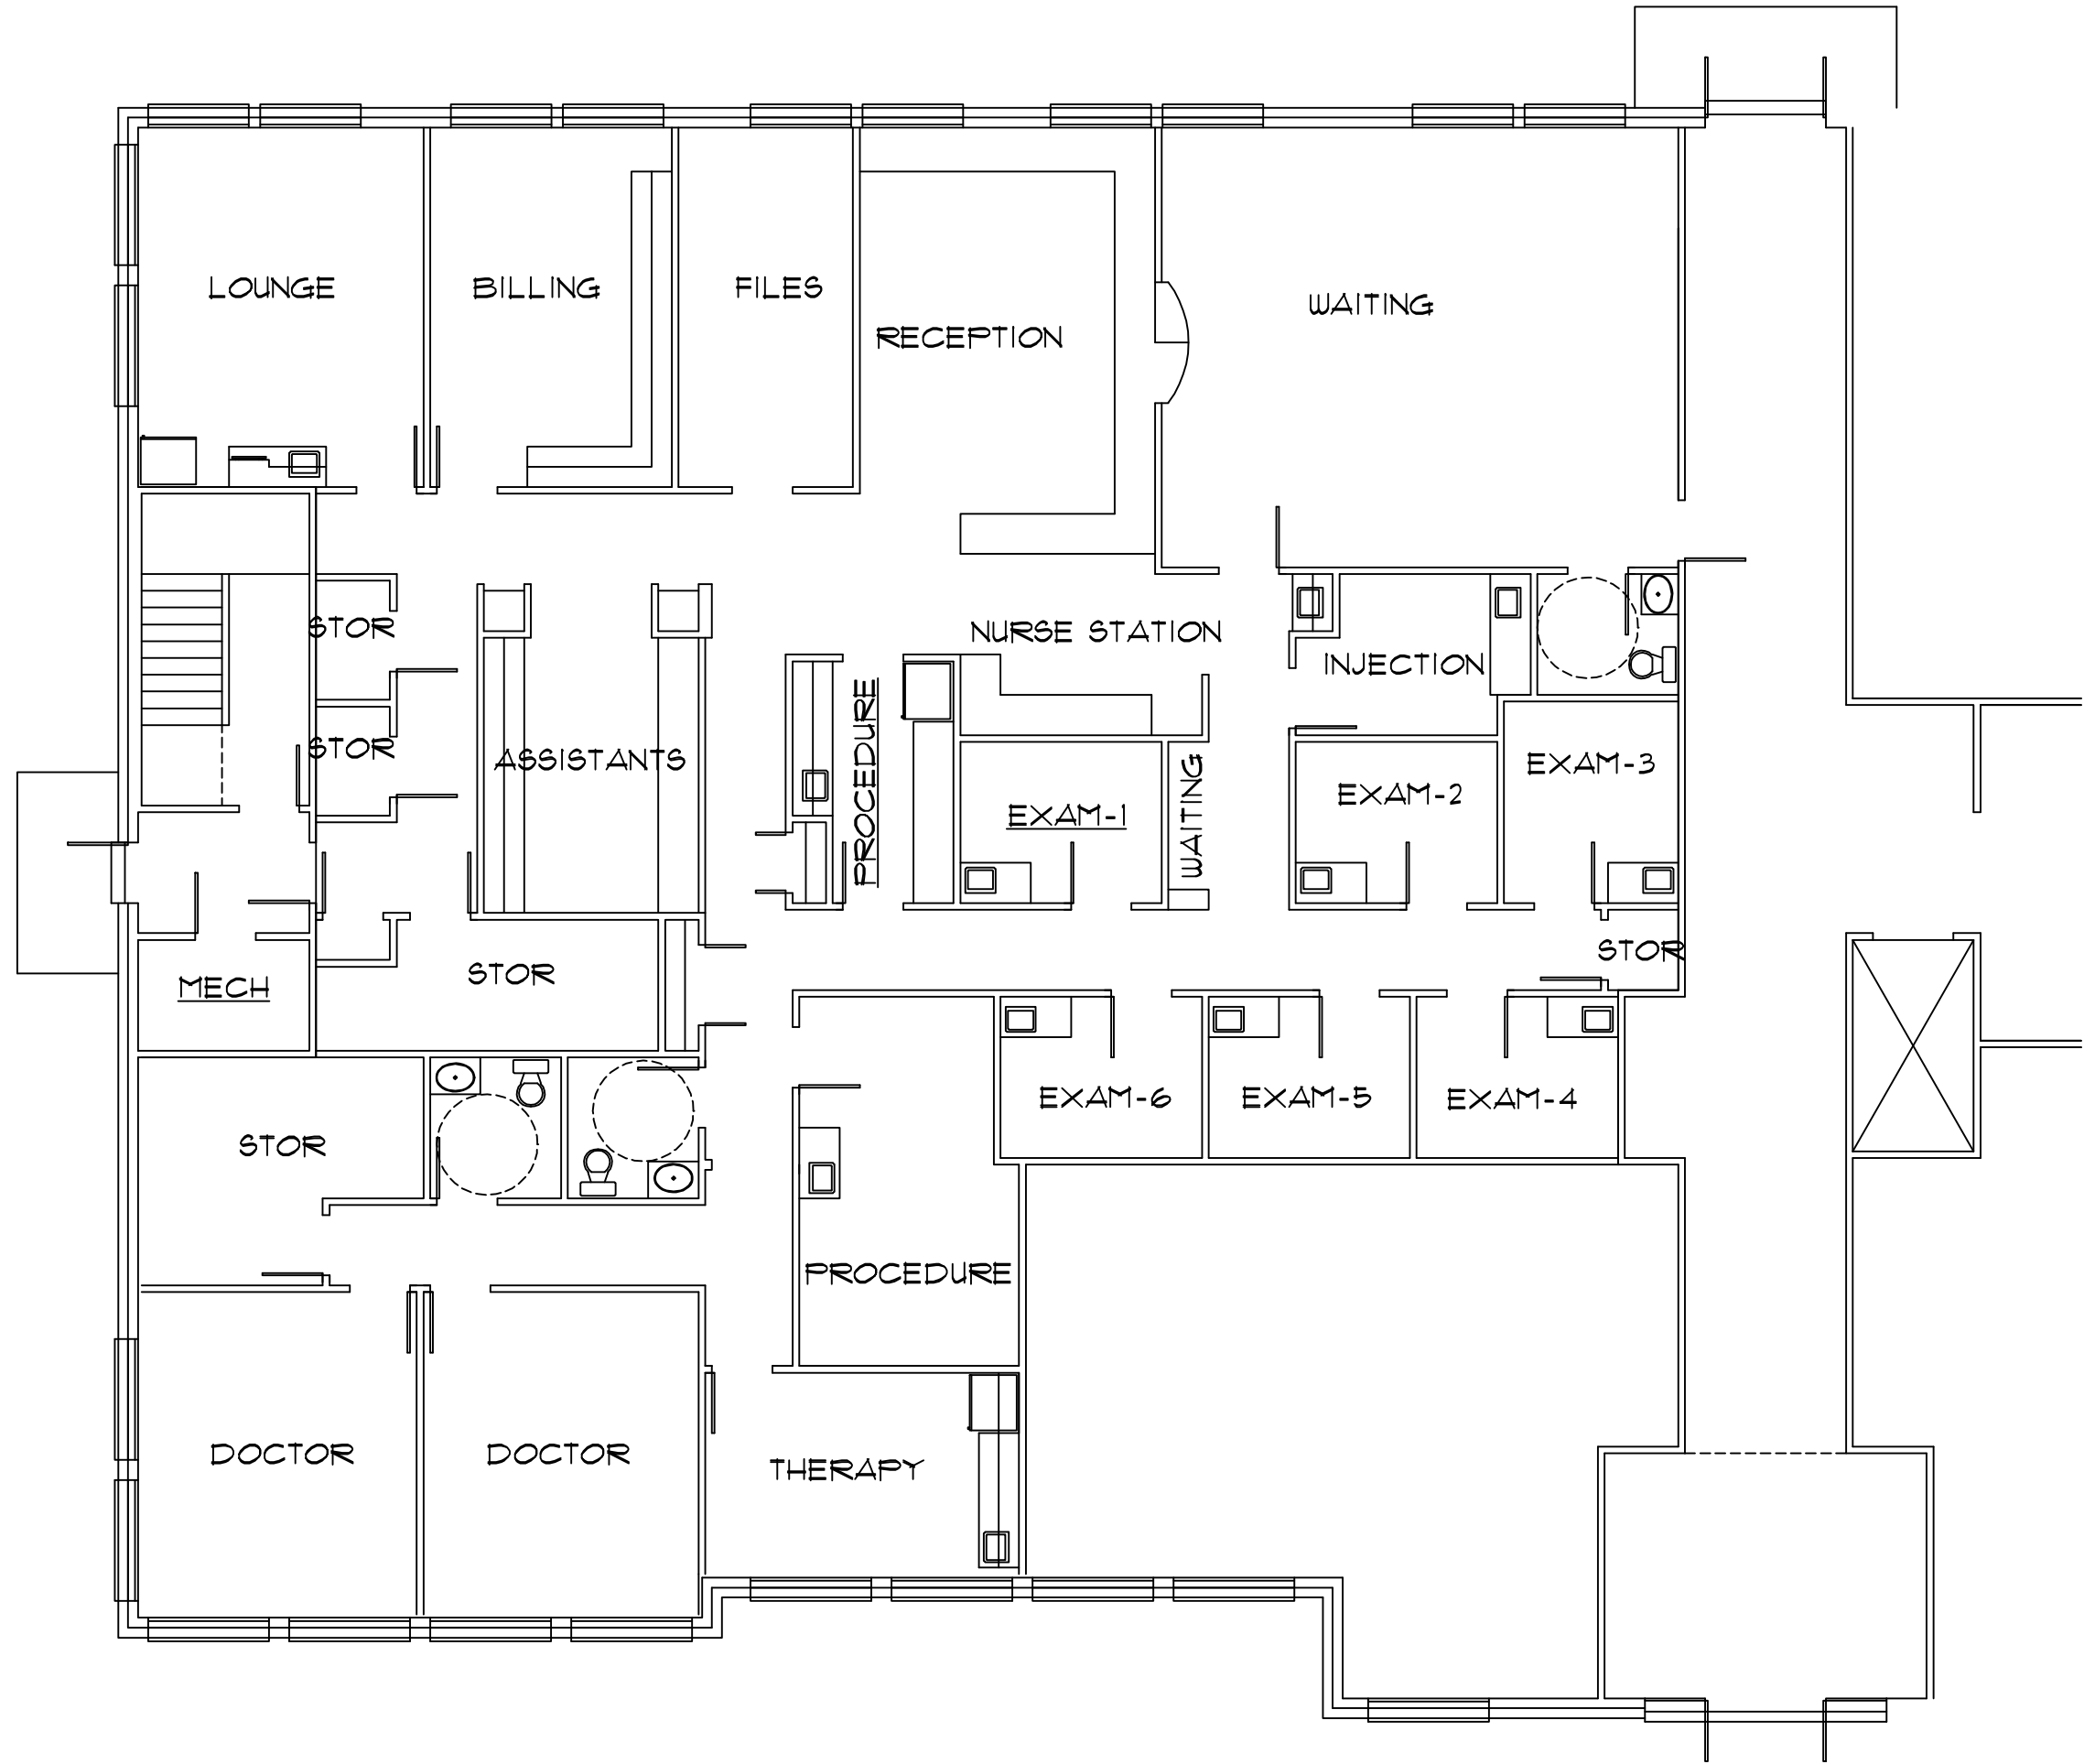 LOUNGE
BILLING
FILES
WAITING
RECEPTION
STOR
NURSE STATION
INJECTION
STOR
ASSISTANTS
PROCEDURE
EXAM-1
WAITING
EXAM-2
EXAM-3
STOR
MECH
STOR
EXAM-6
EXAM-5
EXAM-4
STOR
PROCEDURE
DOCTOR
DOCTOR
THERAPY